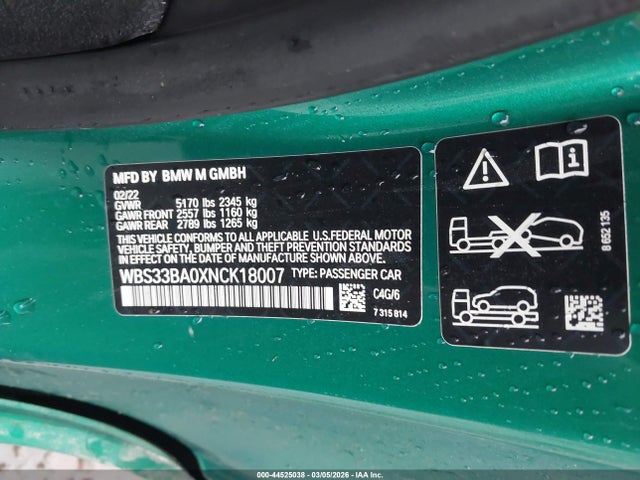 MFD BY BMW M GMBH
02/22
GVWR 5170 lbs 2345 kg
GAWR FRONT 2557 lbs 1160 kg
GAWR REAR 2789 lbs 1265 kg
THIS VEHICLE CONFORMS TO ALL APPLICABLE U.S.FEDERAL MOTOR
VEHICLE SAFETY, BUMPER AND THEFT PREVENTION STANDARDS
IN EFFECT ON THE DATE OF MANUFACTURE SHOWN ABOVE.
WBS33BA0XNCK18007 TYPE: PASSENGER CAR
C4G/6
7 315 814
8 652 135
000-44525038 - 03/05/2026 - IAA Inc.